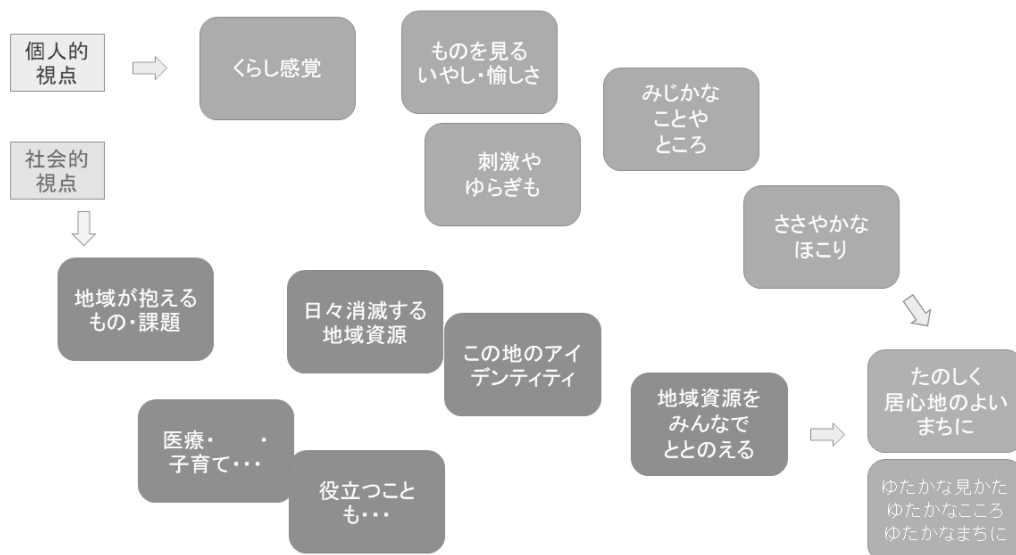 個人的
視点
くらし感覚
ものを見る
いやし・愉しさ
みじかな
ことや
ところ
刺激や
ゆらぎも
ささやかな
ほこり
社会的
視点
地域が抱える
もの・課題
日々消滅する
地域資源
この地のアイ
デンティティ
医療・　　・
子育て・・・
役立つこと
も・・・
地域資源を
みんなで
ととのえる
たのしく
居心地のよい
まちに
ゆたかな見かた
ゆたかなこころ
ゆたかなまちに